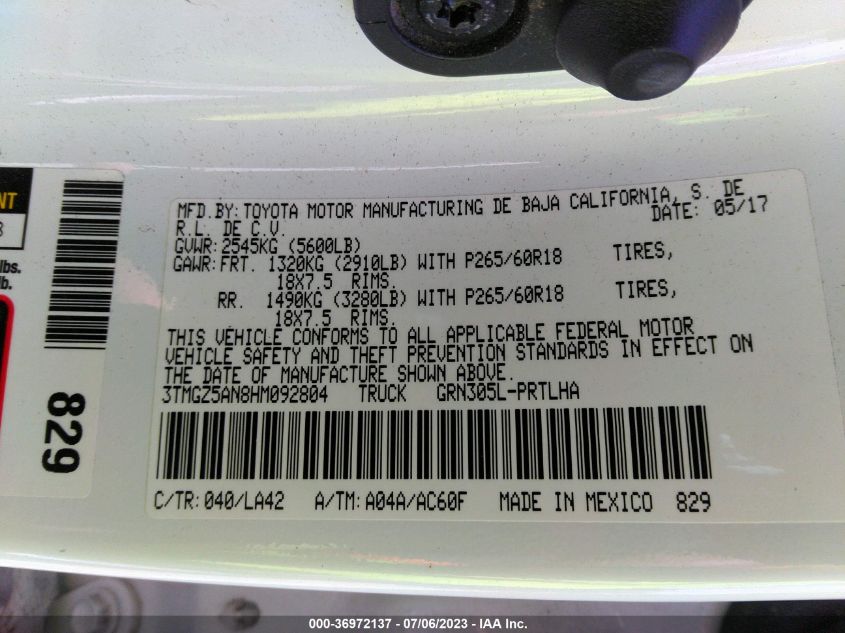 NT
8
lbs.
lb.
829
MFD.BY:TOYOTA MOTOR MANUFACTURING DE BAJA CALIFORNIA, S. DE
R.L. DE C.V. DATE: 05/17
GVWR:2545KG (5600LB)
GAWR:FRT. 1320KG (2910LB) WITH P265/60R18 TIRES,
18X7.5 RIMS.
RR. 1490KG (3280LB) WITH P265/60R18 TIRES,
18X7.5 RIMS.
THIS VEHICLE CONFORMS TO ALL APPLICABLE FEDERAL MOTOR
VEHICLE SAFETY AND THEFT PREVENTION STANDARDS IN EFFECT ON
THE DATE OF MANUFACTURE SHOWN ABOVE.
3TMGZ5AN8HM092804 TRUCK GRN305L-PRTLHA
C/TR:040/LA42 A/TM:A04A/AC60F MADE IN MEXICO 829
000-36972137 - 07/06/2023 - IAA Inc.